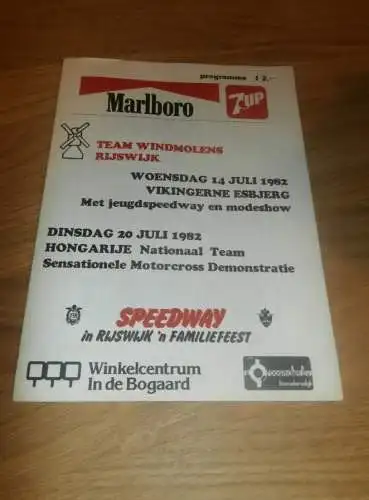 programma f 2,-
Marlboro
7UP
TEAM WINDMOLENS
RIJSWIJK
WOENSDAG 14 JULI 1982
VIKINGERNE ESBJERG
Met jeugdspeedway en modeshow
DINSDAG 20 JULI 1982
HONGARIJE Nationaal Team
Sensationele Motorcross Demonstratie
SPEEDWAY
in RIJSWIJK 'n FAMILIEFEEST
Winkelcentrum
In de Bogaard